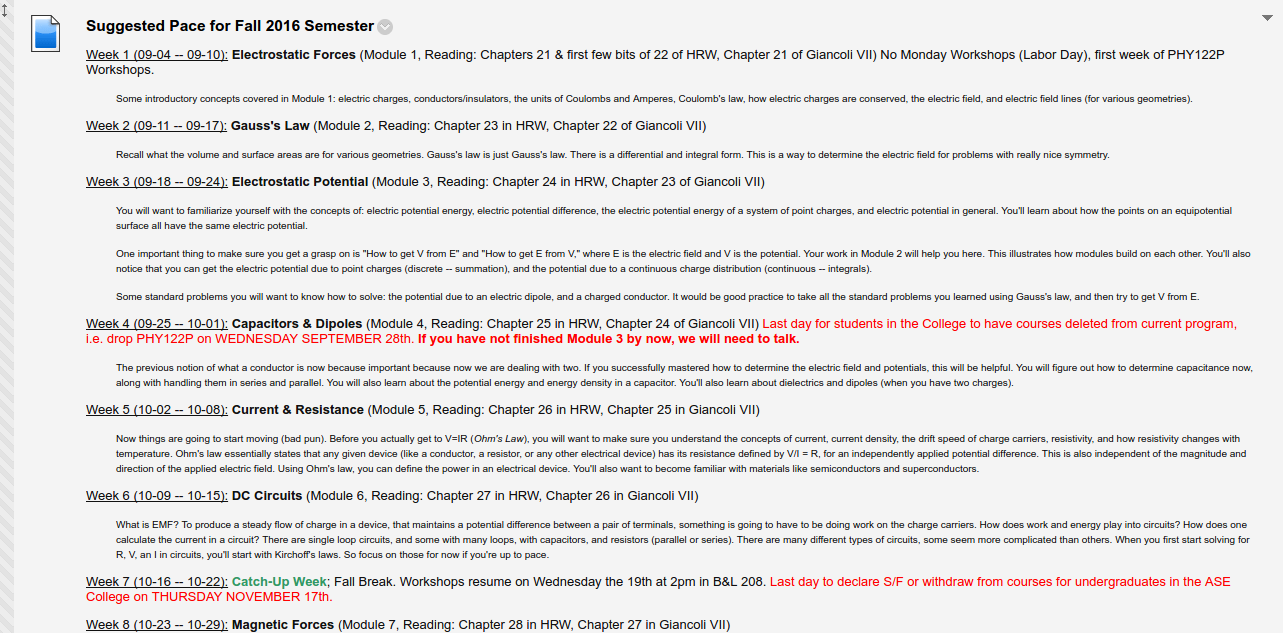 Suggested Pace for Fall 2016 Semester
Week 1 (09-04 -- 09-10): Electrostatic Forces (Module 1, Reading: Chapters 21 & first few bits of 22 of HRW, Chapter 21 of Giancoli VII) No Monday Workshops (Labor Day), first week of PHY122P
Workshops.
Some introductory concepts covered in Module 1: electric charges, conductors/insulators, the units of Coulombs and Amperes, Coulomb's law, how electric charges are conserved, the electric field, and electric field lines (for various geometries).
Week 2 (09-11 -- 09-17): Gauss's Law (Module 2, Reading: Chapter 23 in HRW, Chapter 22 of Giancoli VII)
Recall what the volume and surface areas are for various geometries. Gauss's law is just Gauss's law. There is a differential and integral form. This is a way to determine the electric field for problems with really nice symmetry.
Week 3 (09-18 -- 09-24): Electrostatic Potential (Module 3, Reading: Chapter 24 in HRW, Chapter 23 of Giancoli VII)
You will want to familiarize yourself with the concepts of: electric potential energy, electric potential difference, the electric potential energy of a system of point charges, and electric potential in general. You'll learn about how the points on an equipotential
surface all have the same electric potential.
One important thing to make sure you get a grasp on is "How to get V from E" and "How to get E from V," where E is the electric field and V is the potential. Your work in Module 2 will help you here. This illustrates how modules build on each other. You'll also
notice that you can get the electric potential due to point charges (discrete -- summation), and the potential due to a continuous charge distribution (continuous -- integrals).
Some standard problems you will want to know how to solve: the potential due to an electric dipole, and a charged conductor. It would be good practice to take all the standard problems you learned using Gauss's law, and then try to get V from E.
Week 4 (09-25 -- 10-01): Capacitors & Dipoles (Module 4, Reading: Chapter 25 in HRW, Chapter 24 of Giancoli VII) Last day for students in the College to have courses deleted from current program,
i.e. drop PHY122P on WEDNESDAY SEPTEMBER 28th. If you have not finished Module 3 by now, we will need to talk.
The previous notion of what a conductor is now because important because now we are dealing with two. If you successfully mastered how to determine the electric field and potentials, this will be helpful. You will figure out how to determine capacitance now,
along with handling them in series and parallel. You will also learn about the potential energy and energy density in a capacitor. You'll also learn about dielectrics and dipoles (when you have two charges).
Week 5 (10-02 -- 10-08): Current & Resistance (Module 5, Reading: Chapter 26 in HRW, Chapter 25 in Giancoli VII)
Now things are going to start moving (bad pun). Before you actually get to V=IR (Ohm's Law), you will want to make sure you understand the concepts of current, current density, the drift speed of charge carriers, resistivity, and how resistivity changes with
temperature. Ohm's law essentially states that any given device (like a conductor, a resistor, or any other electrical device) has its resistance defined by V/I = R, for an independently applied potential difference. This is also independent of the magnitude and
direction of the applied electric field. Using Ohm's law, you can define the power in an electrical device. You'll also want to become familiar with materials like semiconductors and superconductors.
Week 6 (10-09 -- 10-15): DC Circuits (Module 6, Reading: Chapter 27 in HRW, Chapter 26 in Giancoli VII)
What is EMF? To produce a steady flow of charge in a device, that maintains a potential difference between a pair of terminals, something is going to have to be doing work on the charge carriers. How does work and energy play into circuits? How does one
calculate the current in a circuit? There are single loop circuits, and some with many loops, with capacitors, and resistors (parallel or series). There are many different types of circuits, some seem more complicated than others. When you first start solving for
R, V, an I in circuits, you'll start with Kirchoff's laws. So focus on those for now if you're up to pace.
Week 7 (10-16 -- 10-22): Catch-Up Week; Fall Break. Workshops resume on Wednesday the 19th at 2pm in B&L 208. Last day to declare S/F or withdraw from courses for undergraduates in the ASE
College on THURSDAY NOVEMBER 17th.
Week 8 (10-23 -- 10-29): Magnetic Forces (Module 7, Reading: Chapter 28 in HRW, Chapter 27 in Giancoli VII)